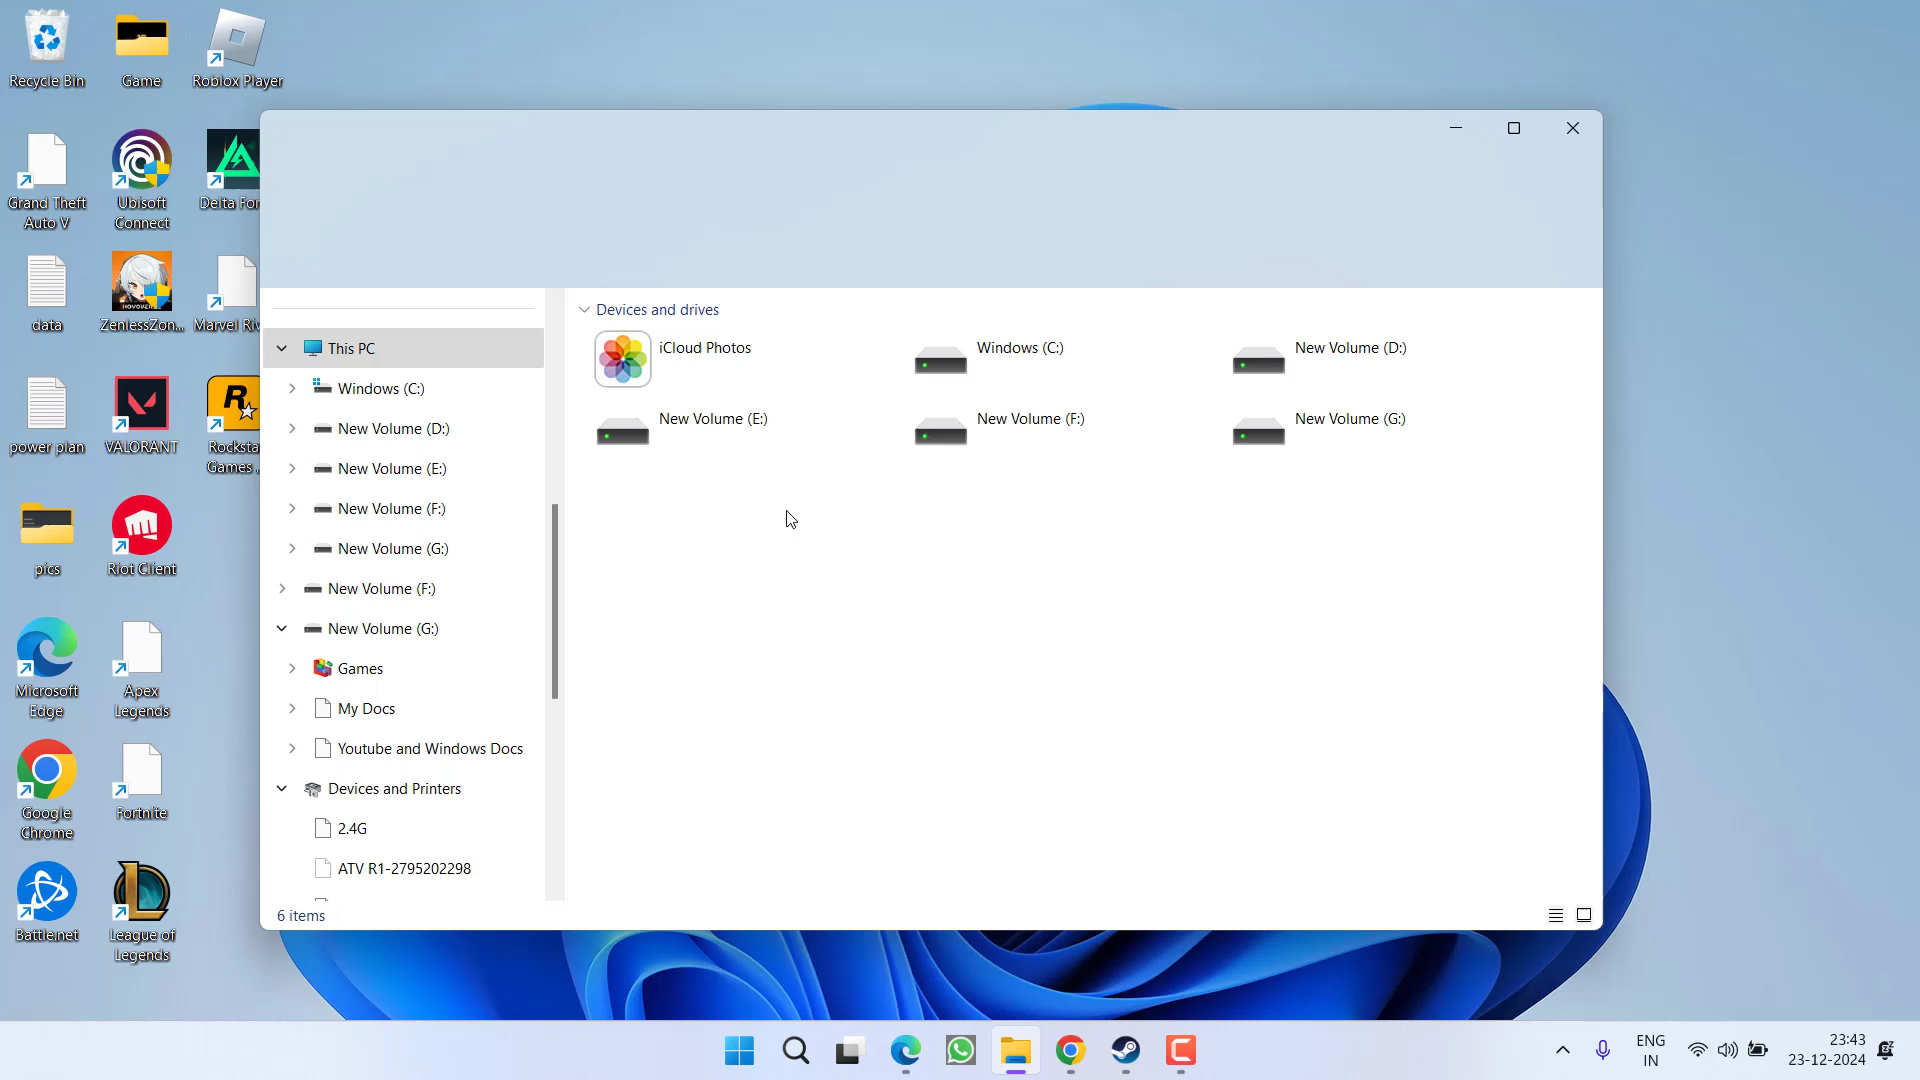 Recycle Bin
Game
Roblox Player
Grand Theft
Auto V
Ubisoft
Connect
Delta For
data
ZenlessZon...
Marvel Riv
power plan
VALORANT
Rocksta
Games
pics
Riot Client
Microsoft
Edge
Apex
Legends
Google
Chrome
Fortnite
Battle.net
League of
Legends
HOYOVER
This PC
Windows (C:)
New Volume (D:)
New Volume (E:)
New Volume (F:)
New Volume (G:)
New Volume (F:)
New Volume (G:)
Games
My Docs
Youtube and Windows Docs
Devices and Printers
2.4G
ATV R1-2795202298
Devices and drives
iCloud Photos
Windows (C:)
New Volume (D:)
New Volume (E:)
New Volume (F:)
New Volume (G:)
6 items
ENG
IN
23:43
23-12-2024